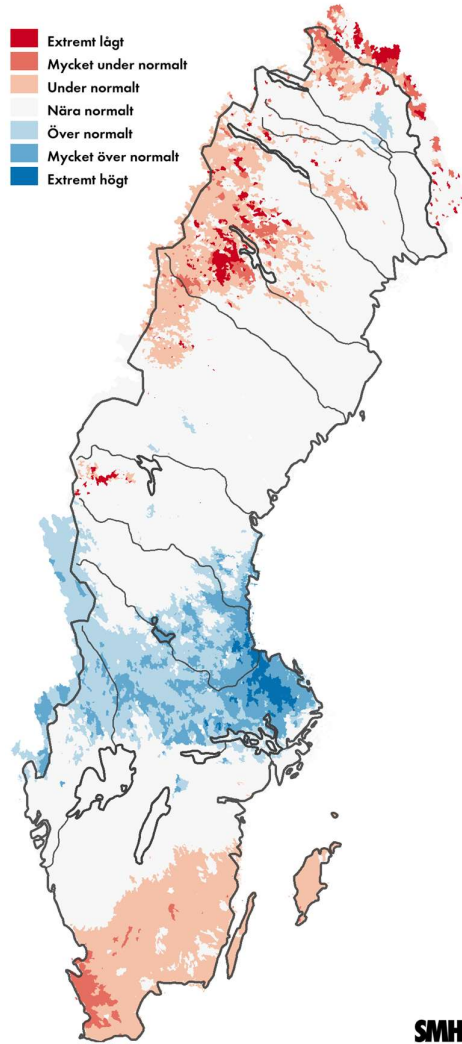 Extremt lågt
Mycket under normalt
Under normalt
Nära normalt
Över normalt
Mycket över normalt
Extremt högt
SMH